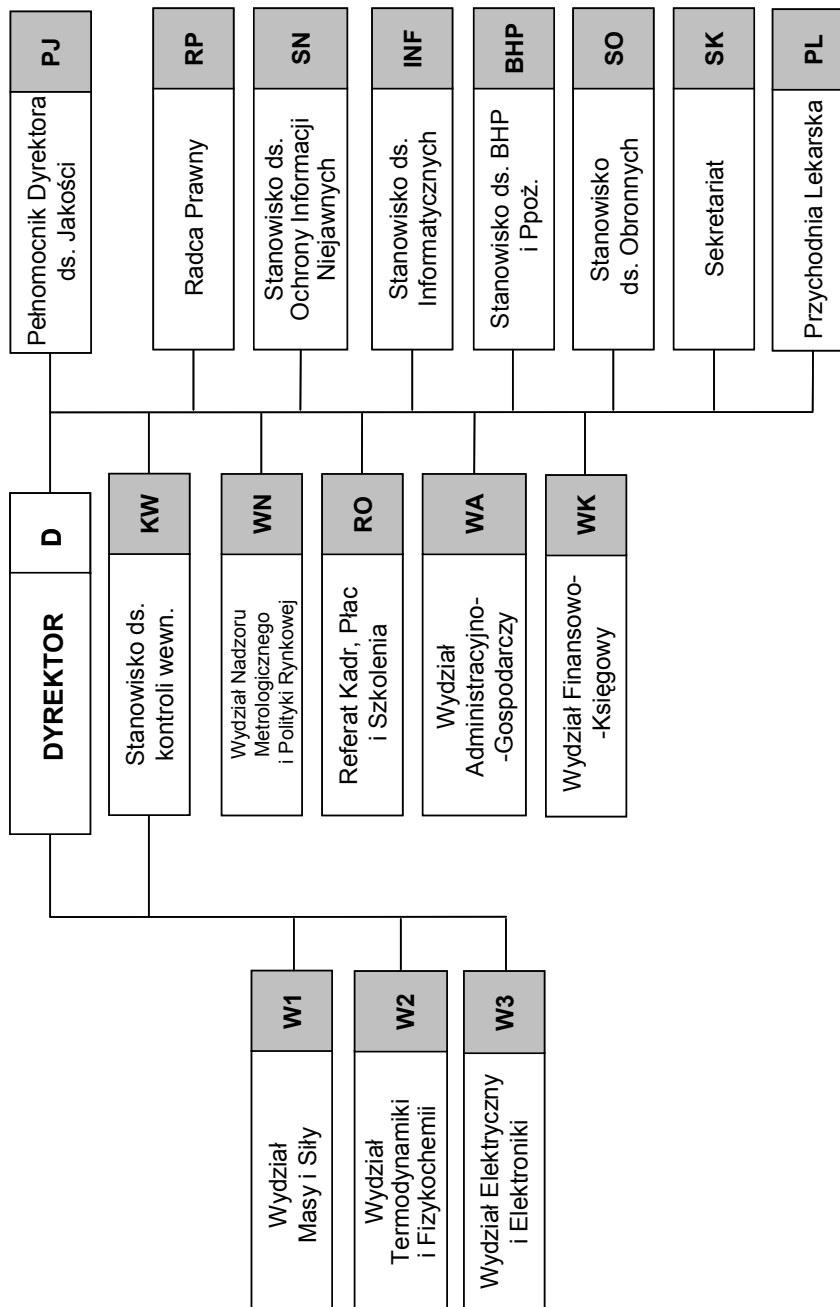 DYREKTOR
D
Pełnomocnik Dyrektora
ds. Jakości
PJ
Stanowisko ds.
kontroli wewn.
KW
Radca Prawny
RP
Wydział Nadzoru
Metrologicznego
i Polityki Rynkowej
WN
Stanowisko ds.
Ochrony Informacji
Niejawnych
SN
Wydział
Masy i Siły
W1
Referat Kadr, Płac
i Szkolenia
RO
Stanowisko ds.
Informatycznych
INF
Wydział
Termodynamiki
i Fizykochemii
W2
Wydział
Administracyjno-
-Gospodarczy
WA
Stanowisko ds. BHP
i Ppoż.
BHP
Wydział Elektryczny
i Elektroniki
W3
Wydział Finansowo-
-Księgowy
WK
Stanowisko
ds. Obronnych
SO
Sekretariat
SK
Przychodnia Lekarska
PL